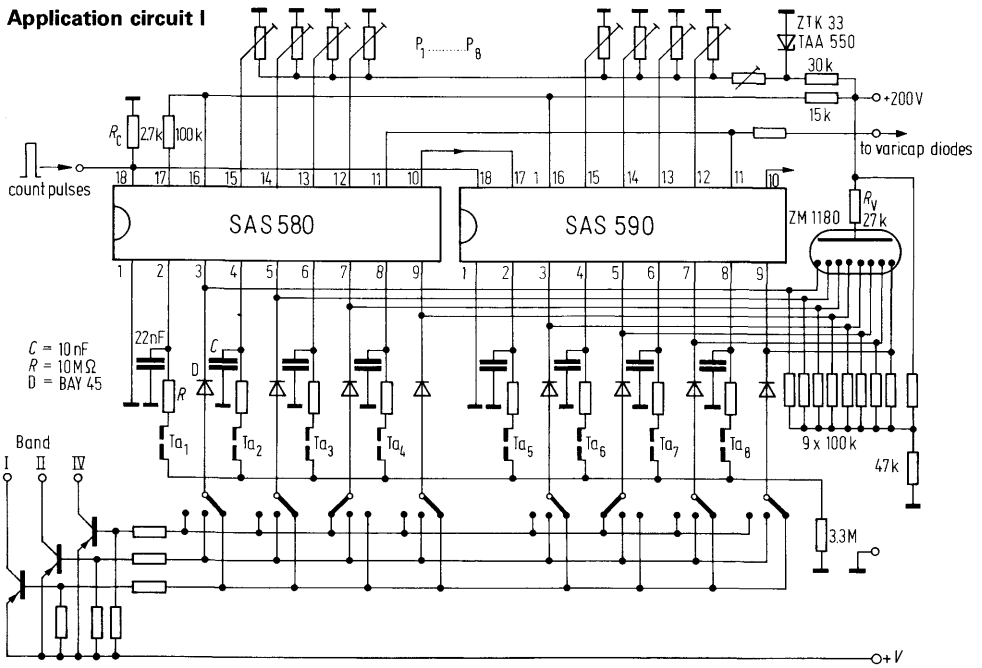 Application circuit I
P₁........P₈
ZTK 33
TAA 550
30k
+200V
15k
to varicap diodes
R_C 2.7k 100k
count pulses
18 17 16 15 14 13 12 11 10
18 17 1 16 15 14 13 12 11 10
SAS 580
SAS 590
R_V
27k
ZM 1180
1 2 3 4 5 6 7 8 9
1 2 3 4 5 6 7 8 9
22nF
C
C = 10 nF
R = 10 MΩ
D = BAY 45
D
R
Ta₁ Ta₂ Ta₃ Ta₄ Ta₅ Ta₆ Ta₇ Ta₈
9 x 100k
47k
Band
I II IV
3.3M
+V